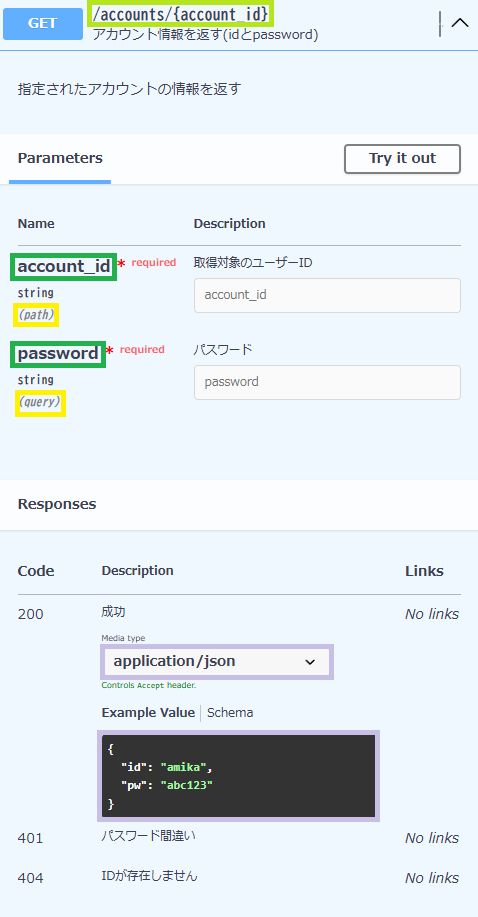 GET
/accounts/{account_id}
アカウント情報を返す(idとpassword)
指定されたアカウントの情報を返す
Parameters
Try it out
Name Description
account_id * required
string
(path)
取得対象のユーザーID
account_id
password * required
string
(query)
パスワード
password
Responses
Code Description Links
200 成功 No links
Media type
application/json
Controls Accept header.
Example Value Schema
{
"id": "amika",
"pw": "abc123"
}
401 パスワード間違い No links
404 IDが存在しません No links